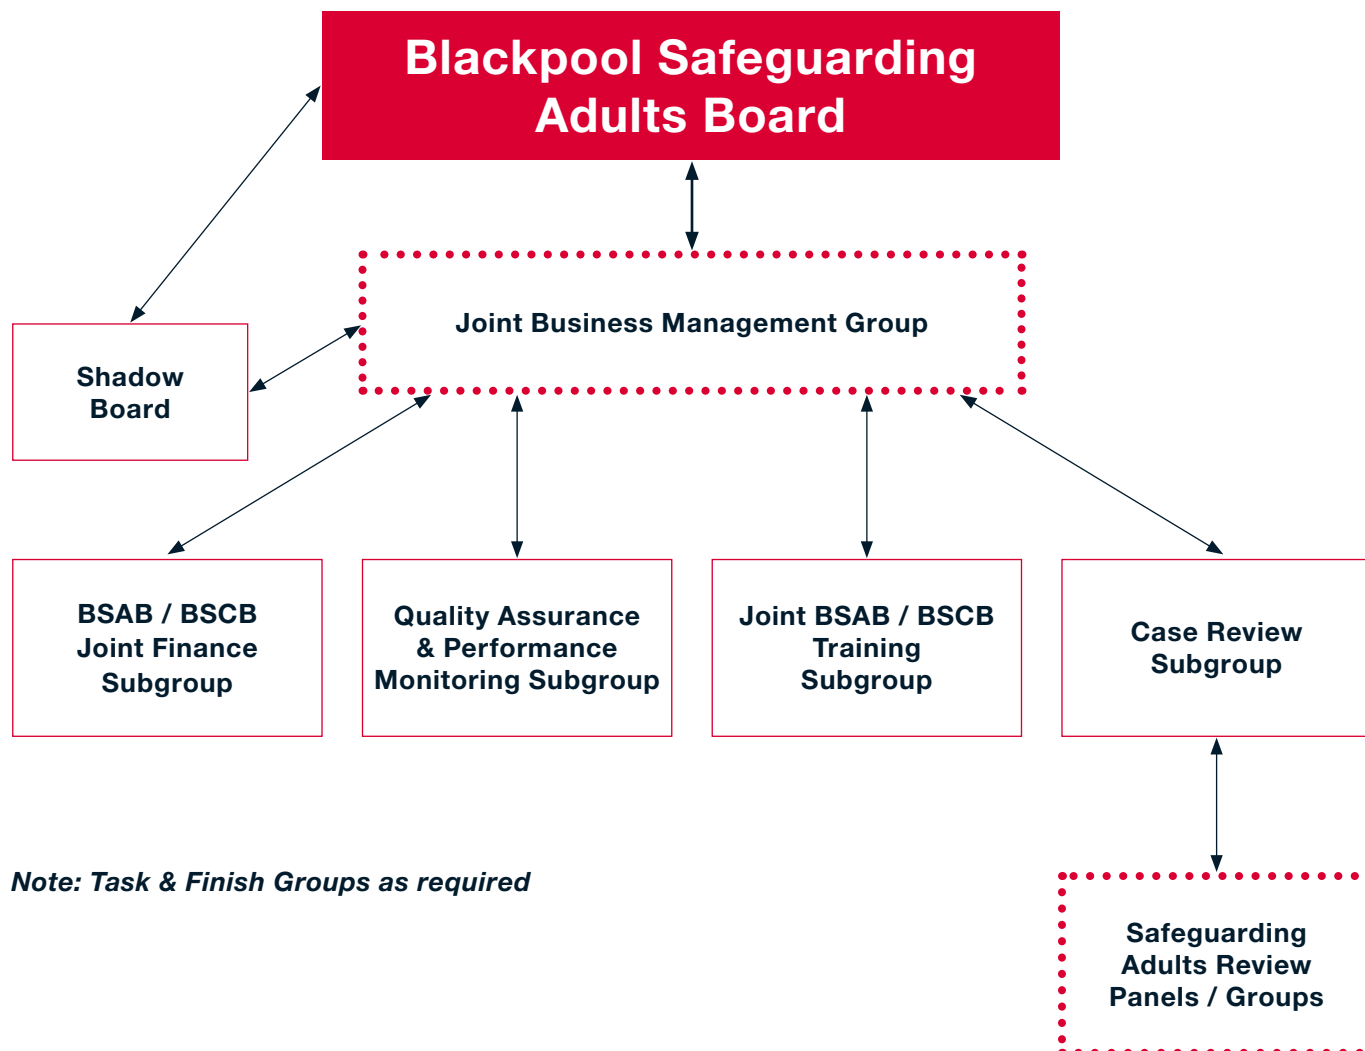 Blackpool Safeguarding
Adults Board
Joint Business Management Group
Shadow
Board
BSAB / BSCB
Joint Finance
Subgroup
Quality Assurance
& Performance
Monitoring Subgroup
Joint BSAB / BSCB
Training
Subgroup
Case Review
Subgroup
Note: Task & Finish Groups as required
Safeguarding
Adults Review
Panels / Groups